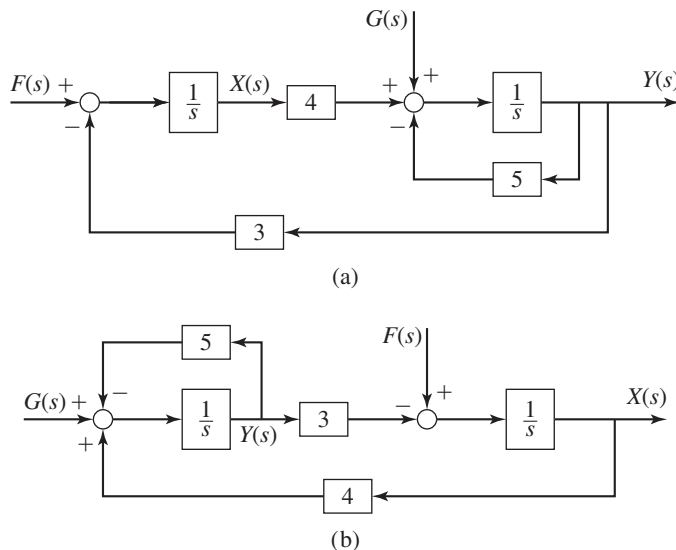 G(s)
F(s) + − 1/s X(s) 4 + + − 1/s Y(s)
5
3
(a)
5 F(s)
G(s) + − + 1/s Y(s) 3 − + 1/s X(s)
4
(b)